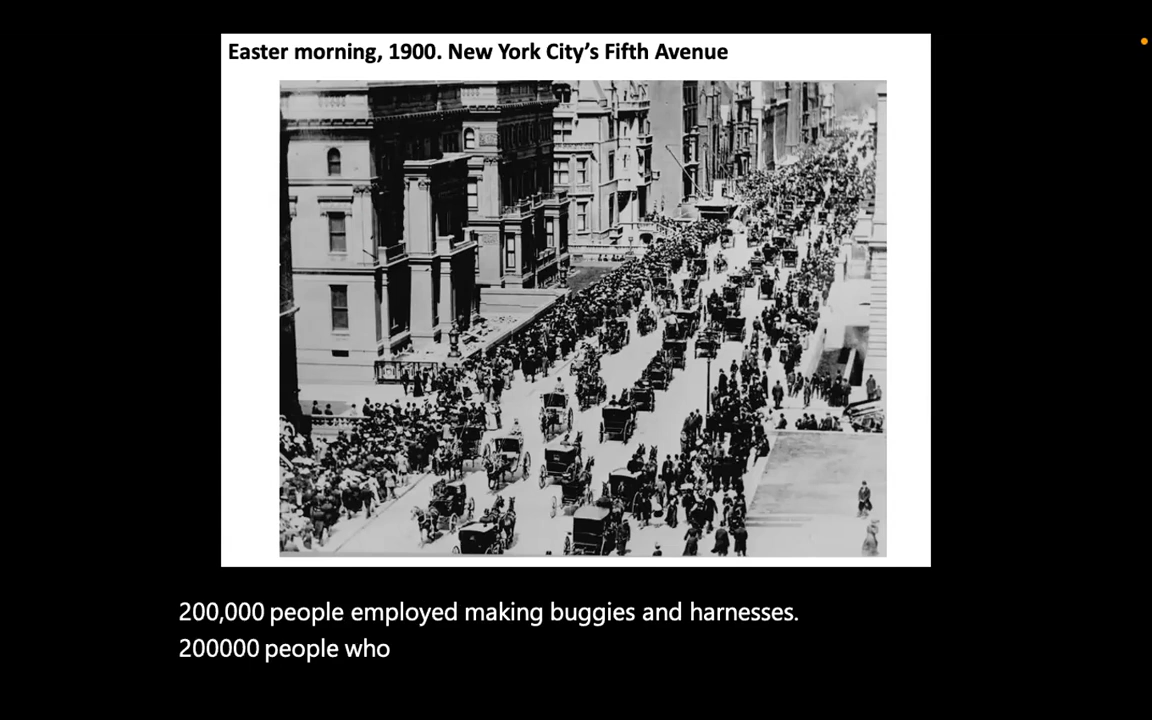 Easter morning, 1900. New York City's Fifth Avenue
200,000 people employed making buggies and harnesses.
200000 people who